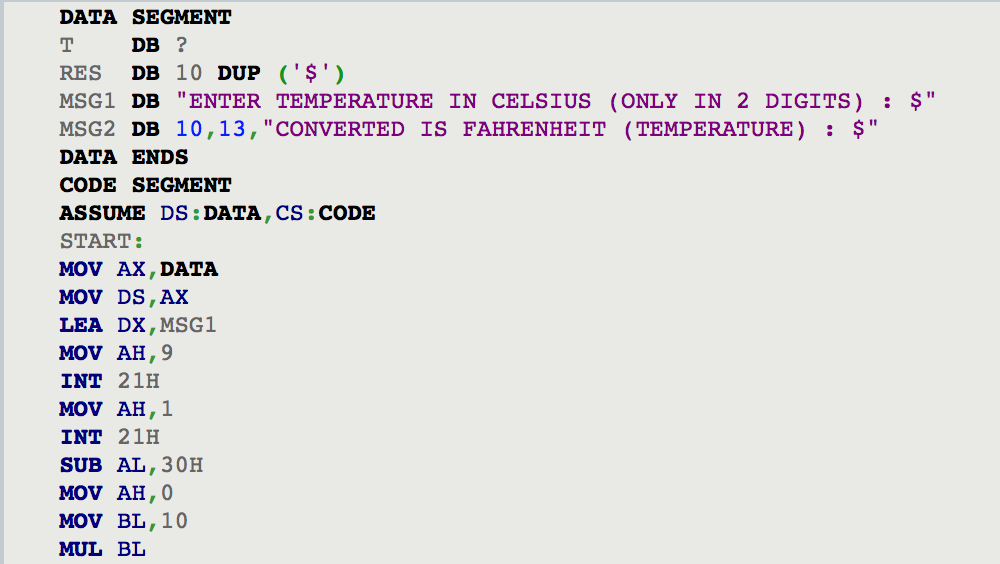 DATA SEGMENT
T DB ?
RES DB 10 DUP ('$')
MSG1 DB "ENTER TEMPERATURE IN CELSIUS (ONLY IN 2 DIGITS) : $"
MSG2 DB 10,13,"CONVERTED IS FAHRENHEIT (TEMPERATURE) : $"
DATA ENDS
CODE SEGMENT
ASSUME DS:DATA,CS:CODE
START:
MOV AX,DATA
MOV DS,AX
LEA DX,MSG1
MOV AH,9
INT 21H
MOV AH,1
INT 21H
SUB AL,30H
MOV AH,0
MOV BL,10
MUL BL